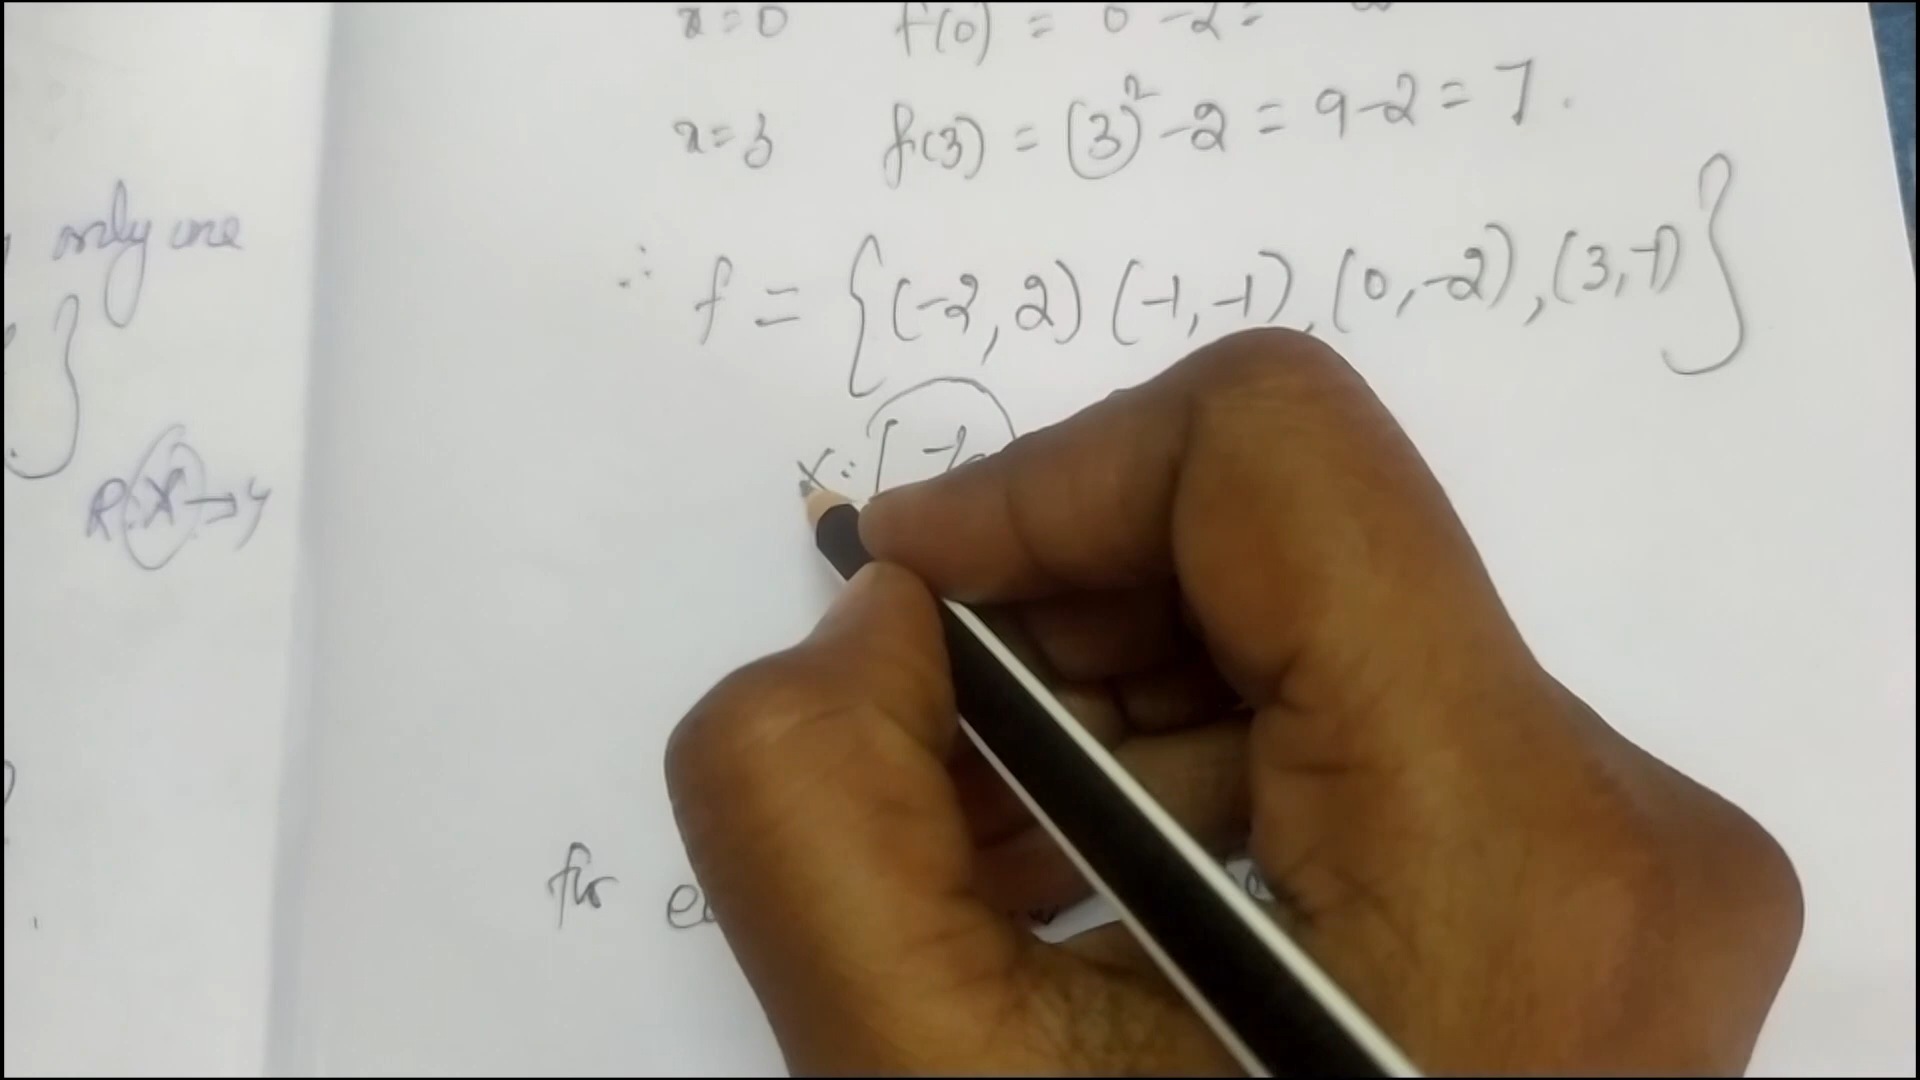 x=0 f(0) = 0-2=
x=3 f(3) = (3)²-2 = 9-2=7.
∴ f = {(-2,2) (-1,-1), (0,-2), (3,-1)}
x:
for
only one
}
R:X→y